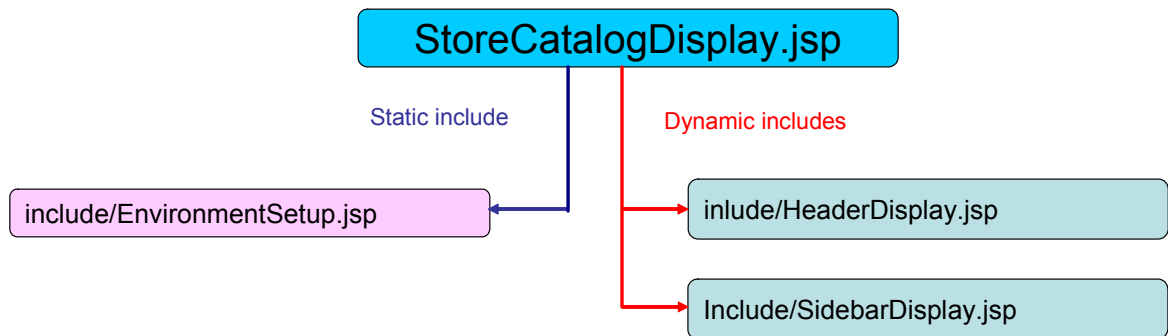 StoreCatalogDisplay.jsp
Static include
Dynamic includes
include/EnvironmentSetup.jsp
inlude/HeaderDisplay.jsp
Include/SidebarDisplay.jsp